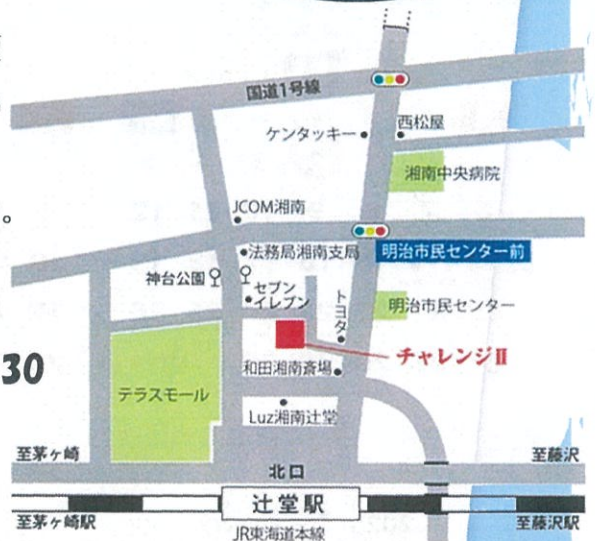 国道1号線
ケンタッキー
西松屋
湘南中央病院
JCOM湘南
。
法務局湘南支局
明治市民センター前
神台公園
セブン
イレブン
トヨタ
明治市民センター
チャレンジⅡ
30
和田湘南斎場
テラスモール
Luz湘南辻堂
至茅ヶ崎
至藤沢
北口
辻堂駅
至茅ヶ崎駅
至藤沢駅
JR東海道本線